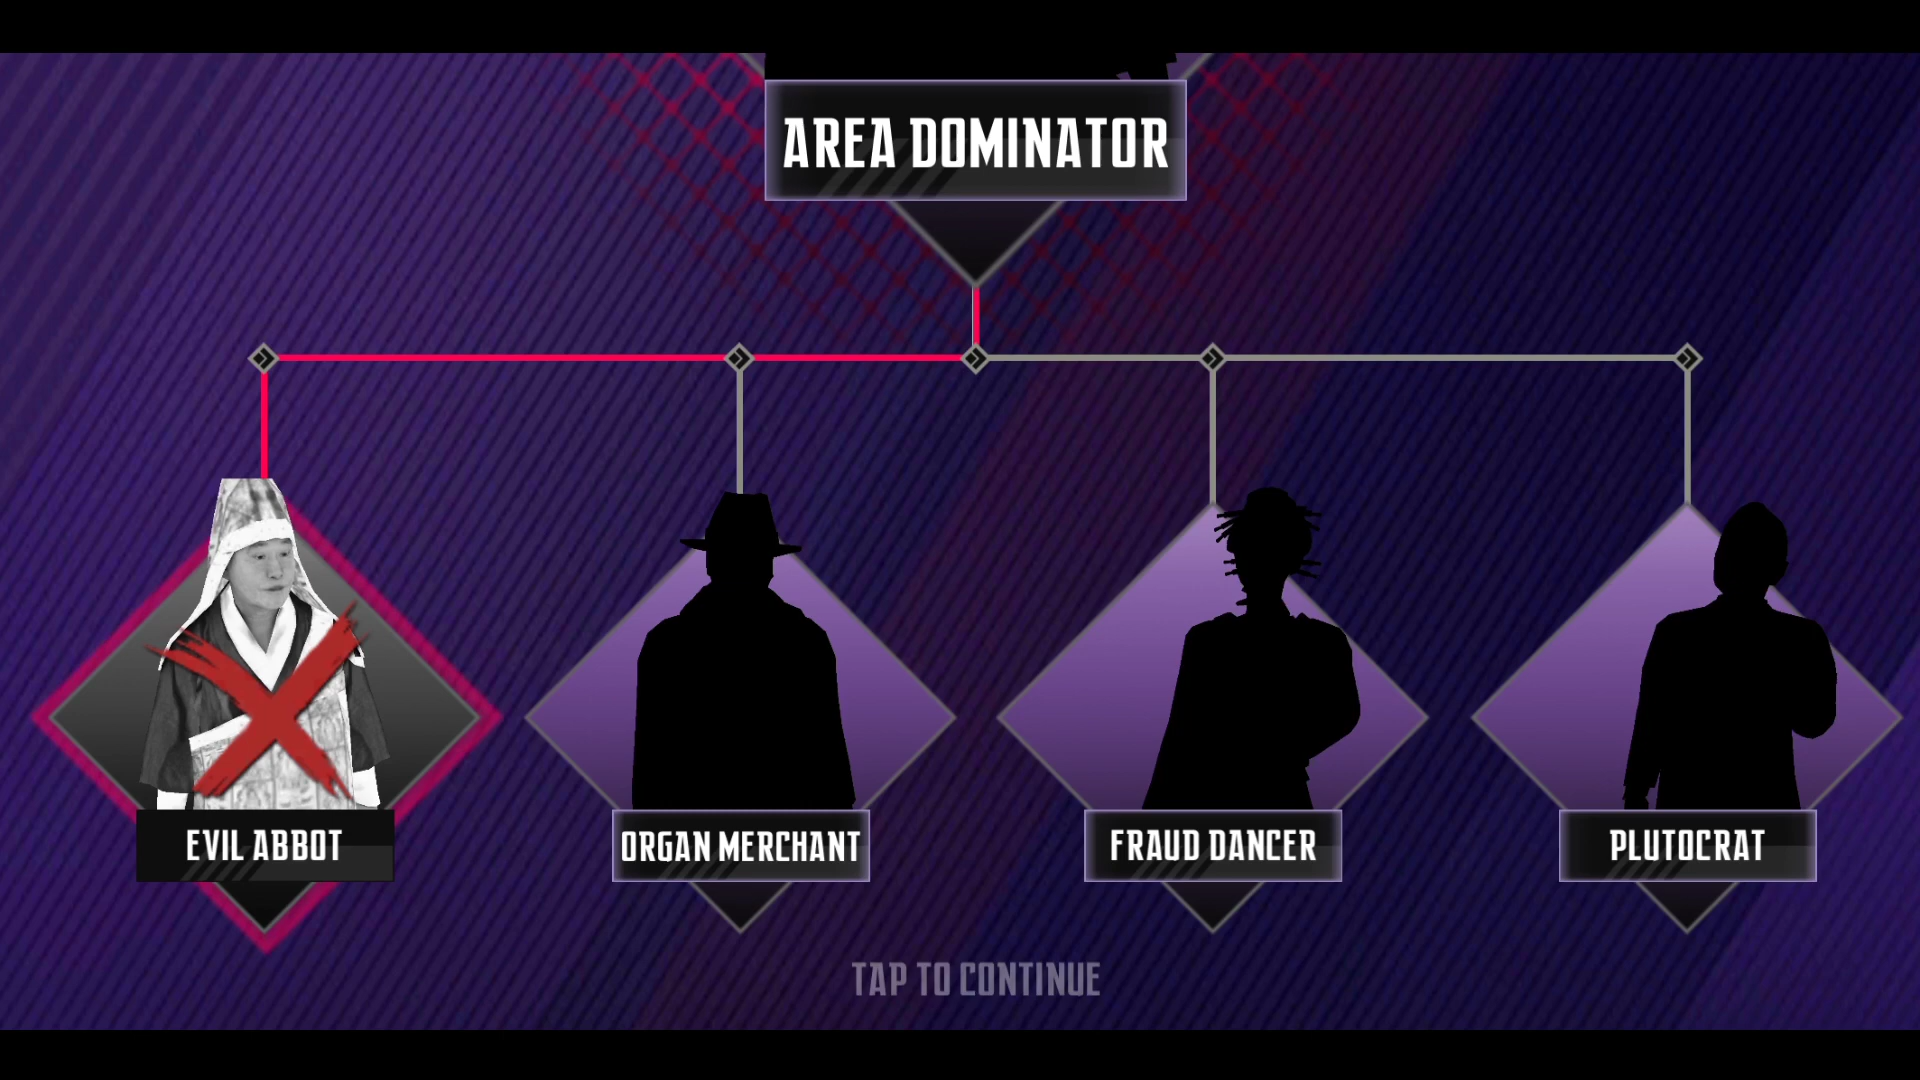 AREA DOMINATOR
EVIL ABBOT
ORGAN MERCHANT
FRAUD DANCER
PLUTOCRAT
TAP TO CONTINUE